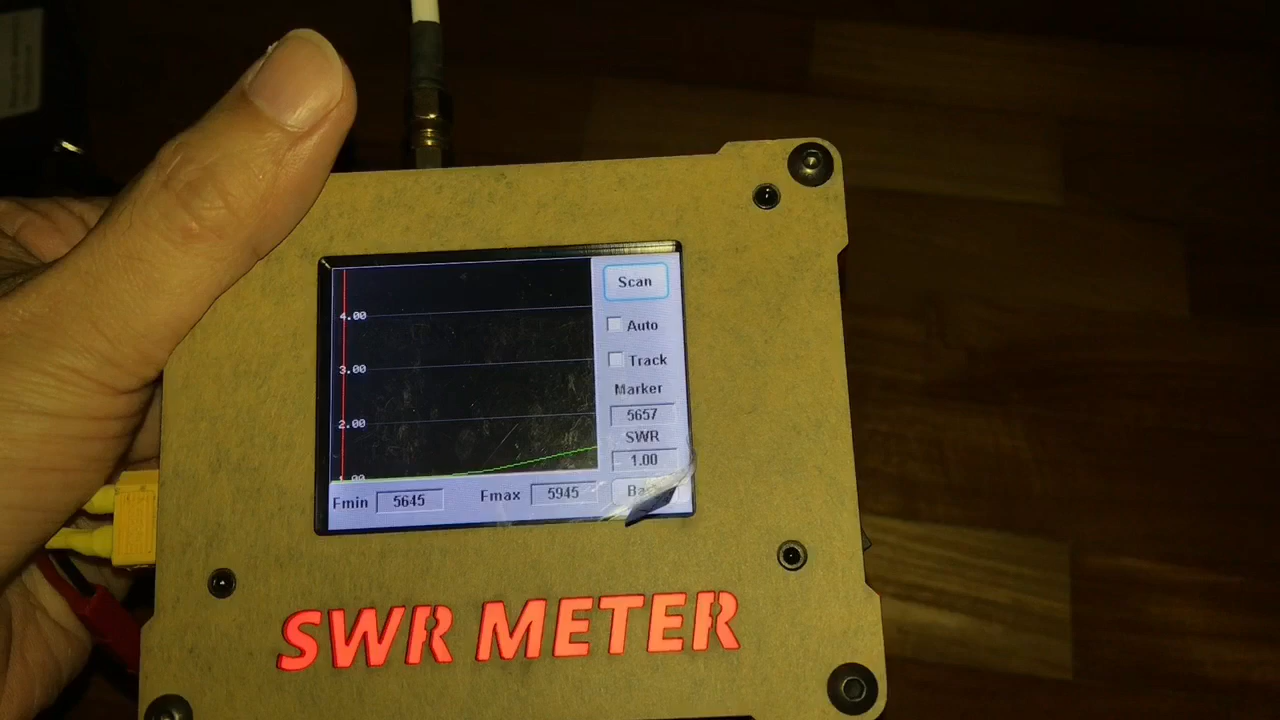 Scan
4.00
Auto
3.00
Track
Marker
5657
2.00
SWR
1.00
Fmin 5645 Fmax 5945
SWR METER